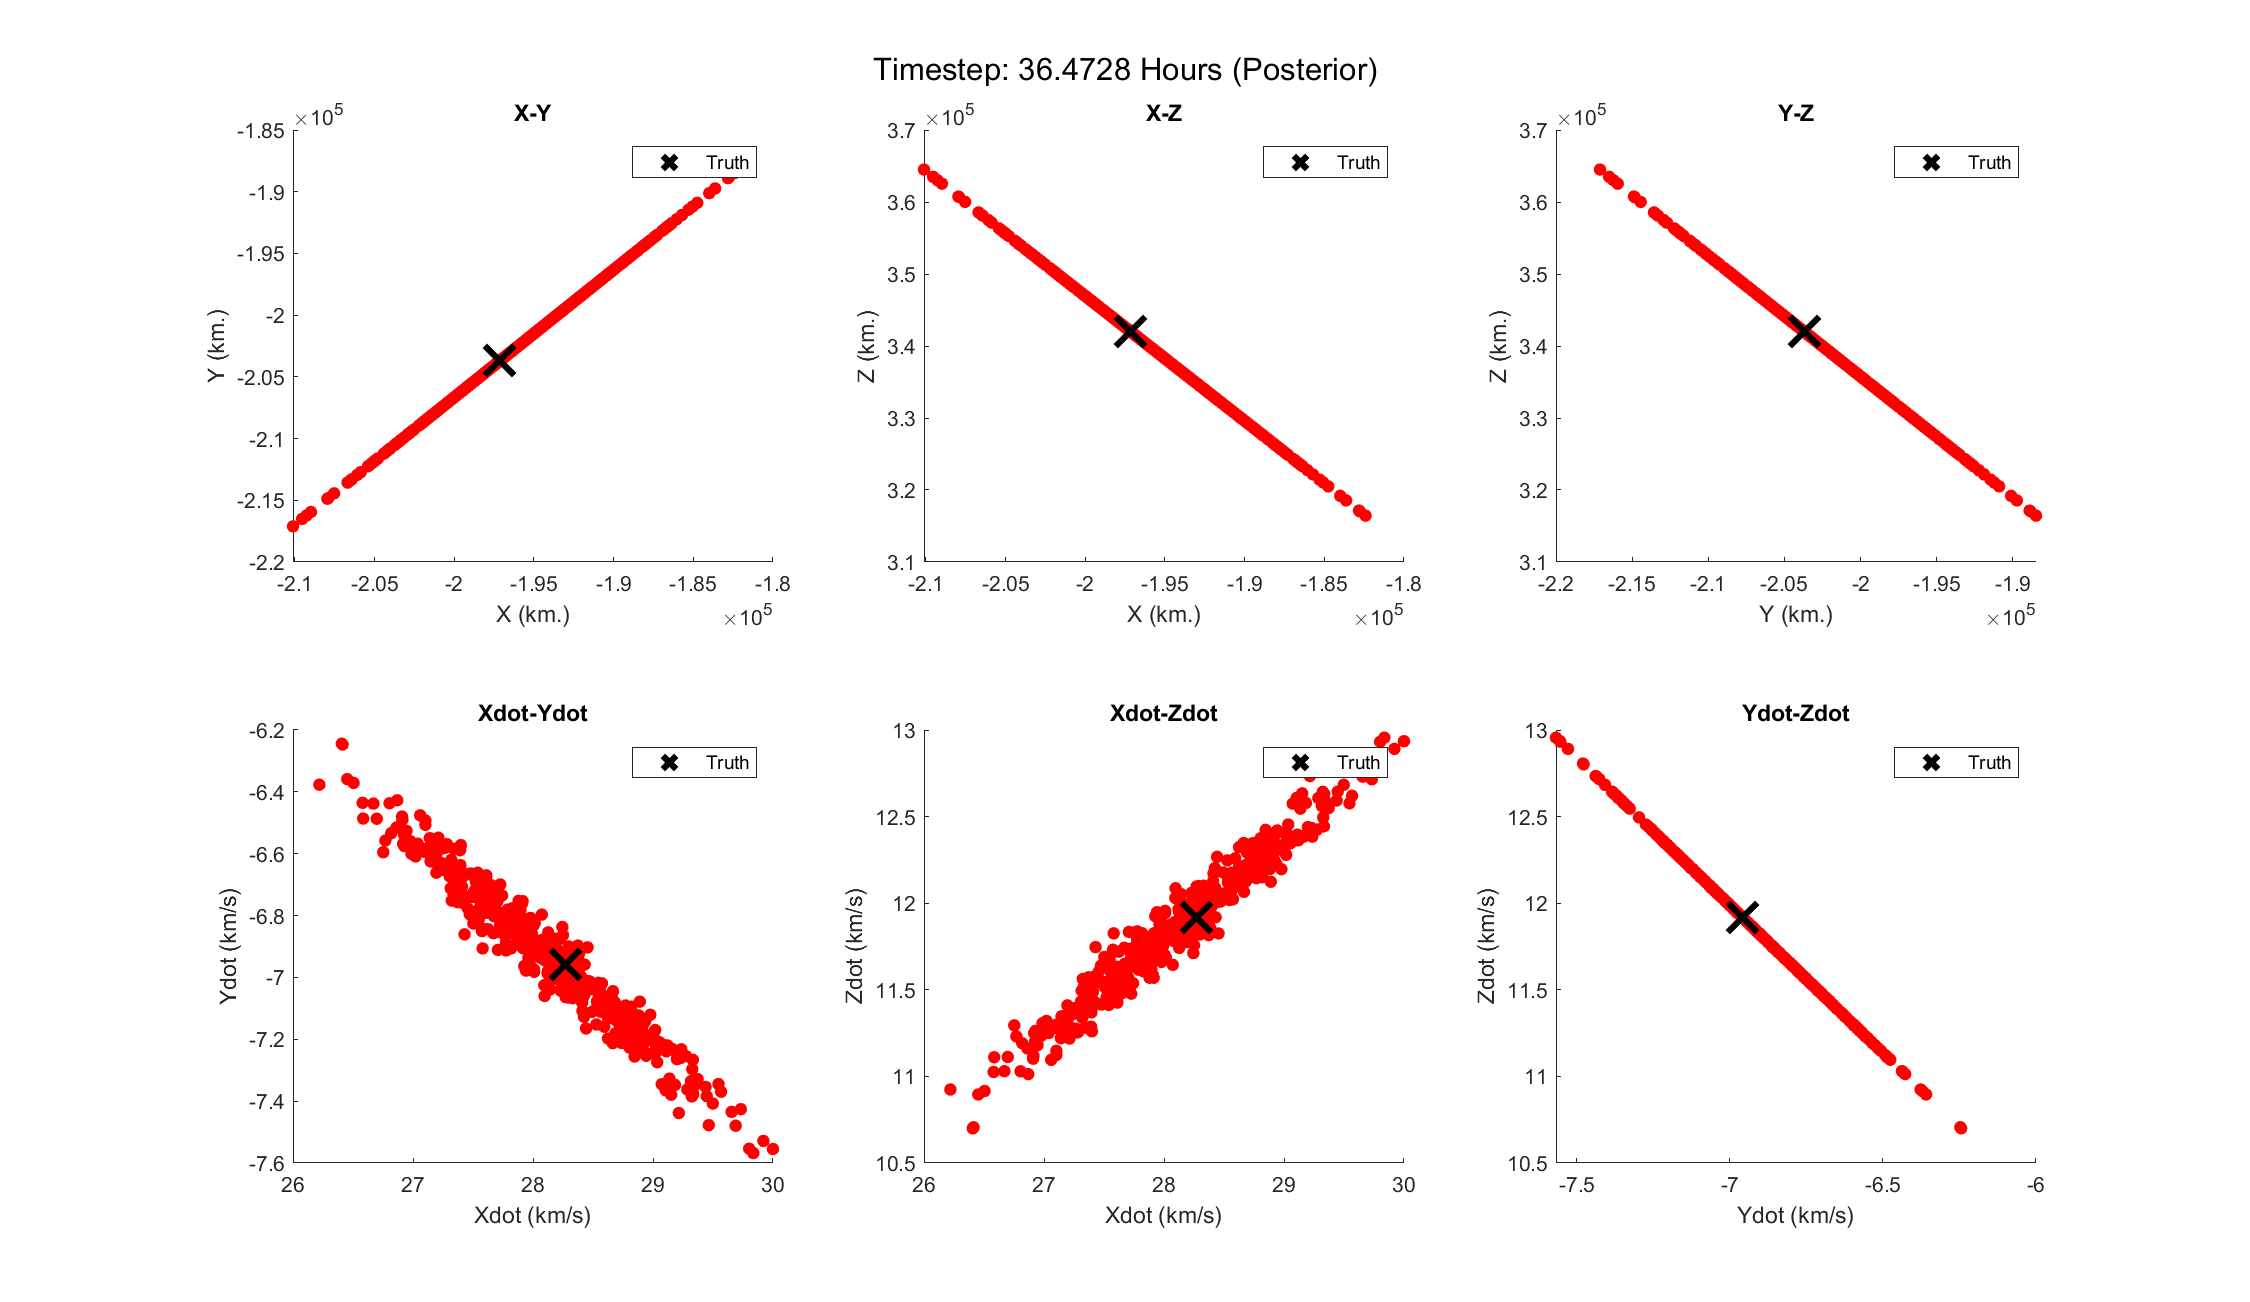 Timestep: 36.4728 Hours (Posterior)
X-Y
×10^5
-1.85
-1.9
-1.95
-2
-2.05
-2.1
-2.15
-2.2
Y (km.)
-2.1 -2.05 -2 -1.95 -1.9 -1.85 -1.8
X (km.)
×10^5
Truth
X-Z
×10^5
3.7
3.6
3.5
3.4
3.3
3.2
3.1
Z (km.)
-2.1 -2.05 -2 -1.95 -1.9 -1.85 -1.8
X (km.)
×10^5
Truth
Y-Z
×10^5
3.7
3.6
3.5
3.4
3.3
3.2
3.1
Z (km.)
-2.2 -2.15 -2.1 -2.05 -2 -1.95 -1.9
Y (km.)
×10^5
Truth
Xdot-Ydot
-6.2
-6.4
-6.6
-6.8
-7
-7.2
-7.4
-7.6
Ydot (km/s)
26 27 28 29 30
Xdot (km/s)
Truth
Xdot-Zdot
13
12.5
12
11.5
11
10.5
Zdot (km/s)
26 27 28 29 30
Xdot (km/s)
Truth
Ydot-Zdot
13
12.5
12
11.5
11
10.5
Zdot (km/s)
-7.5 -7 -6.5 -6
Ydot (km/s)
Truth